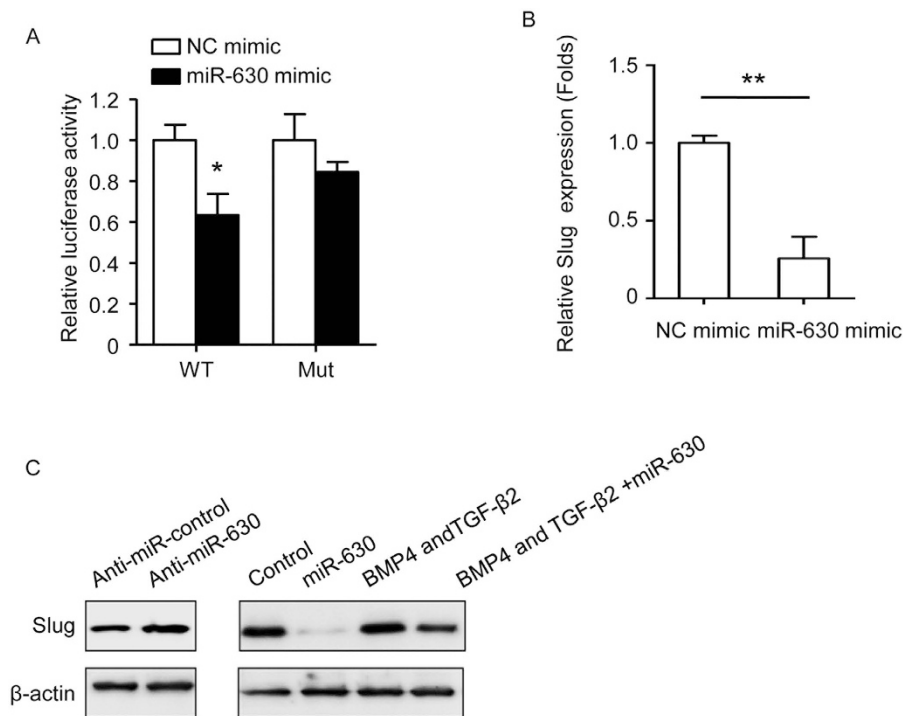 A
NC mimic
miR-630 mimic
Relative luciferase activity
1.2
1.0
0.8
0.6
0.4
0.2
0
*
WT
Mut
B
Relative Slug expression (Folds)
1.5
1.0
0.5
0
**
NC mimic
miR-630 mimic
C
Anti-miR-control
Anti-miR-630
Control
miR-630
BMP4 andTGF-β2
BMP4 and TGF-β2 +miR-630
Slug
β-actin